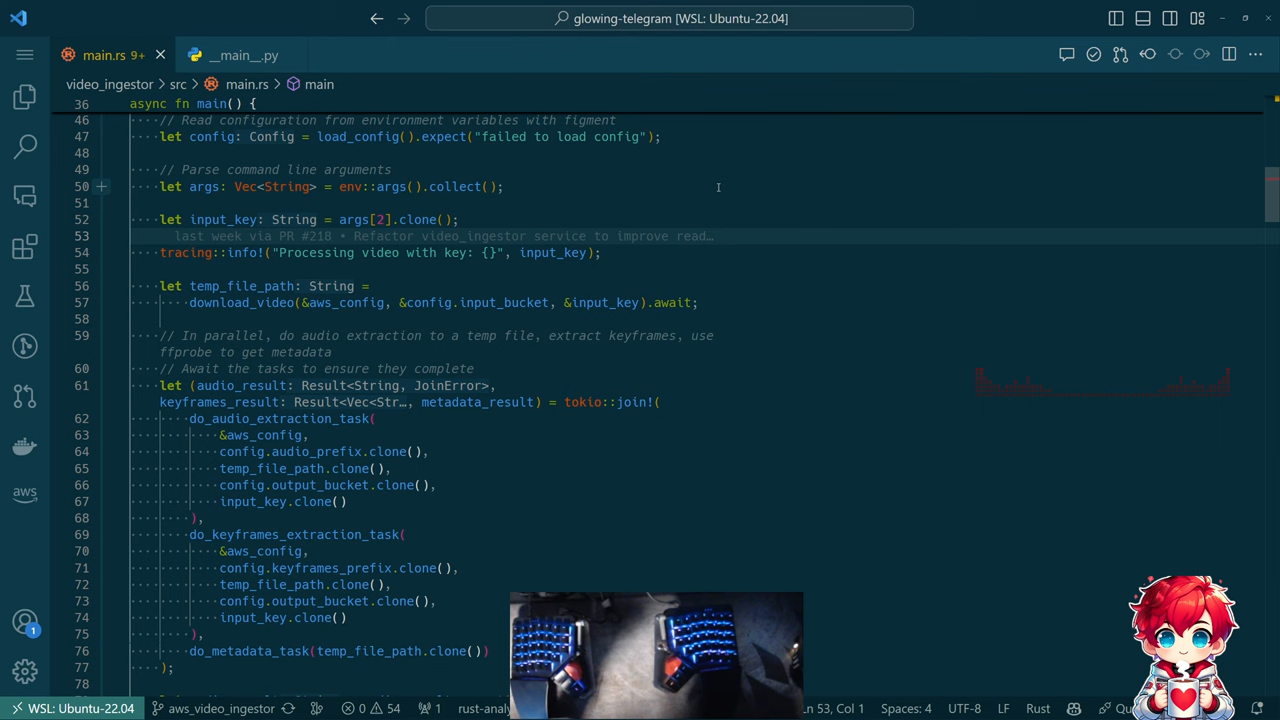 glowing-telegram [WSL: Ubuntu-22.04]
main.rs 9+
__main__.py
video_ingestor > src > main.rs > main
36 async fn main() {
46 // Read configuration from environment variables with figment
47 let config: Config = load_config().expect("failed to load config");
48
49 // Parse command line arguments
50 let args: Vec<String> = env::args().collect();
51
52 let input_key: String = args[2].clone();
53 last week via PR #218 • Refactor video_ingestor service to improve read…
54 tracing::info!("Processing video with key: {}", input_key);
55
56 let temp_file_path: String =
57 download_video(&aws_config, &config.input_bucket, &input_key).await;
58
59 // In parallel, do audio extraction to a temp file, extract keyframes, use
ffprobe to get metadata
60 // Await the tasks to ensure they complete
61 let (audio_result: Result<String, JoinError>,
keyframes_result: Result<Vec<Str…, metadata_result) = tokio::join!(
62 do_audio_extraction_task(
63 &aws_config,
64 config.audio_prefix.clone(),
65 temp_file_path.clone(),
66 config.output_bucket.clone(),
67 input_key.clone()
68 ),
69 do_keyframes_extraction_task(
70 &aws_config,
71 config.keyframes_prefix.clone(),
72 temp_file_path.clone(),
73 config.output_bucket.clone(),
74 input_key.clone()
75 ),
76 do_metadata_task(temp_file_path.clone())
77 );
78
aws
1
WSL: Ubuntu-22.04
aws_video_ingestor
0 54
1
rust-analy
Ln 53, Col 1
Spaces: 4
UTF-8
LF
Rust